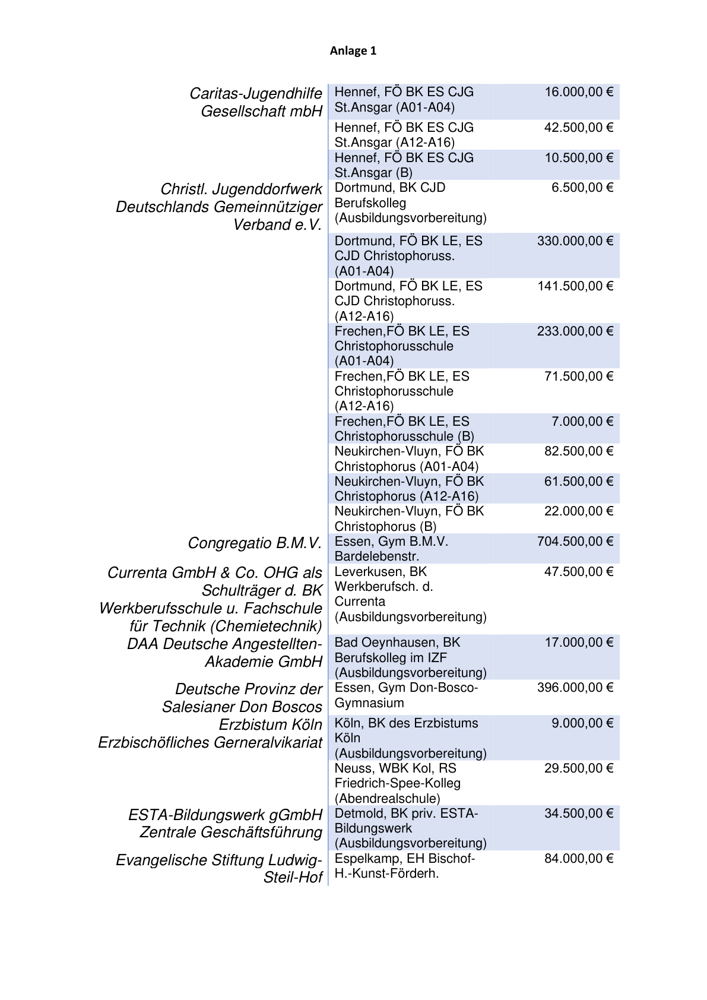 Anlage 1
Caritas-Jugendhilfe
Gesellschaft mbH
Hennef, FÖ BK ES CJG
St.Ansgar (A01-A04)
16.000,00 €
Hennef, FÖ BK ES CJG
St.Ansgar (A12-A16)
42.500,00 €
Hennef, FÖ BK ES CJG
St.Ansgar (B)
10.500,00 €
Christl. Jugenddorfwerk
Deutschlands Gemeinnütziger
Verband e.V.
Dortmund, BK CJD
Berufskolleg
(Ausbildungsvorbereitung)
6.500,00 €
Dortmund, FÖ BK LE, ES
CJD Christophoruss.
(A01-A04)
330.000,00 €
Dortmund, FÖ BK LE, ES
CJD Christophoruss.
(A12-A16)
141.500,00 €
Frechen,FÖ BK LE, ES
Christophorusschule
(A01-A04)
233.000,00 €
Frechen,FÖ BK LE, ES
Christophorusschule
(A12-A16)
71.500,00 €
Frechen,FÖ BK LE, ES
Christophorusschule (B)
7.000,00 €
Neukirchen-Vluyn, FÖ BK
Christophorus (A01-A04)
82.500,00 €
Neukirchen-Vluyn, FÖ BK
Christophorus (A12-A16)
61.500,00 €
Neukirchen-Vluyn, FÖ BK
Christophorus (B)
22.000,00 €
Congregatio B.M.V.
Essen, Gym B.M.V.
Bardelebenstr.
704.500,00 €
Currenta GmbH & Co. OHG als
Schulträger d. BK
Werkberufsschule u. Fachschule
für Technik (Chemietechnik)
Leverkusen, BK
Werkberufsch. d.
Currenta
(Ausbildungsvorbereitung)
47.500,00 €
DAA Deutsche Angestellten-
Akademie GmbH
Bad Oeynhausen, BK
Berufskolleg im IZF
(Ausbildungsvorbereitung)
17.000,00 €
Deutsche Provinz der
Salesianer Don Boscos
Essen, Gym Don-Bosco-
Gymnasium
396.000,00 €
Erzbistum Köln
Erzbischöfliches Gerneralvikariat
Köln, BK des Erzbistums
Köln
(Ausbildungsvorbereitung)
9.000,00 €
Neuss, WBK Kol, RS
Friedrich-Spee-Kolleg
(Abendrealschule)
29.500,00 €
ESTA-Bildungswerk gGmbH
Zentrale Geschäftsführung
Detmold, BK priv. ESTA-
Bildungswerk
(Ausbildungsvorbereitung)
34.500,00 €
Evangelische Stiftung Ludwig-
Steil-Hof
Espelkamp, EH Bischof-
H.-Kunst-Förderh.
84.000,00 €